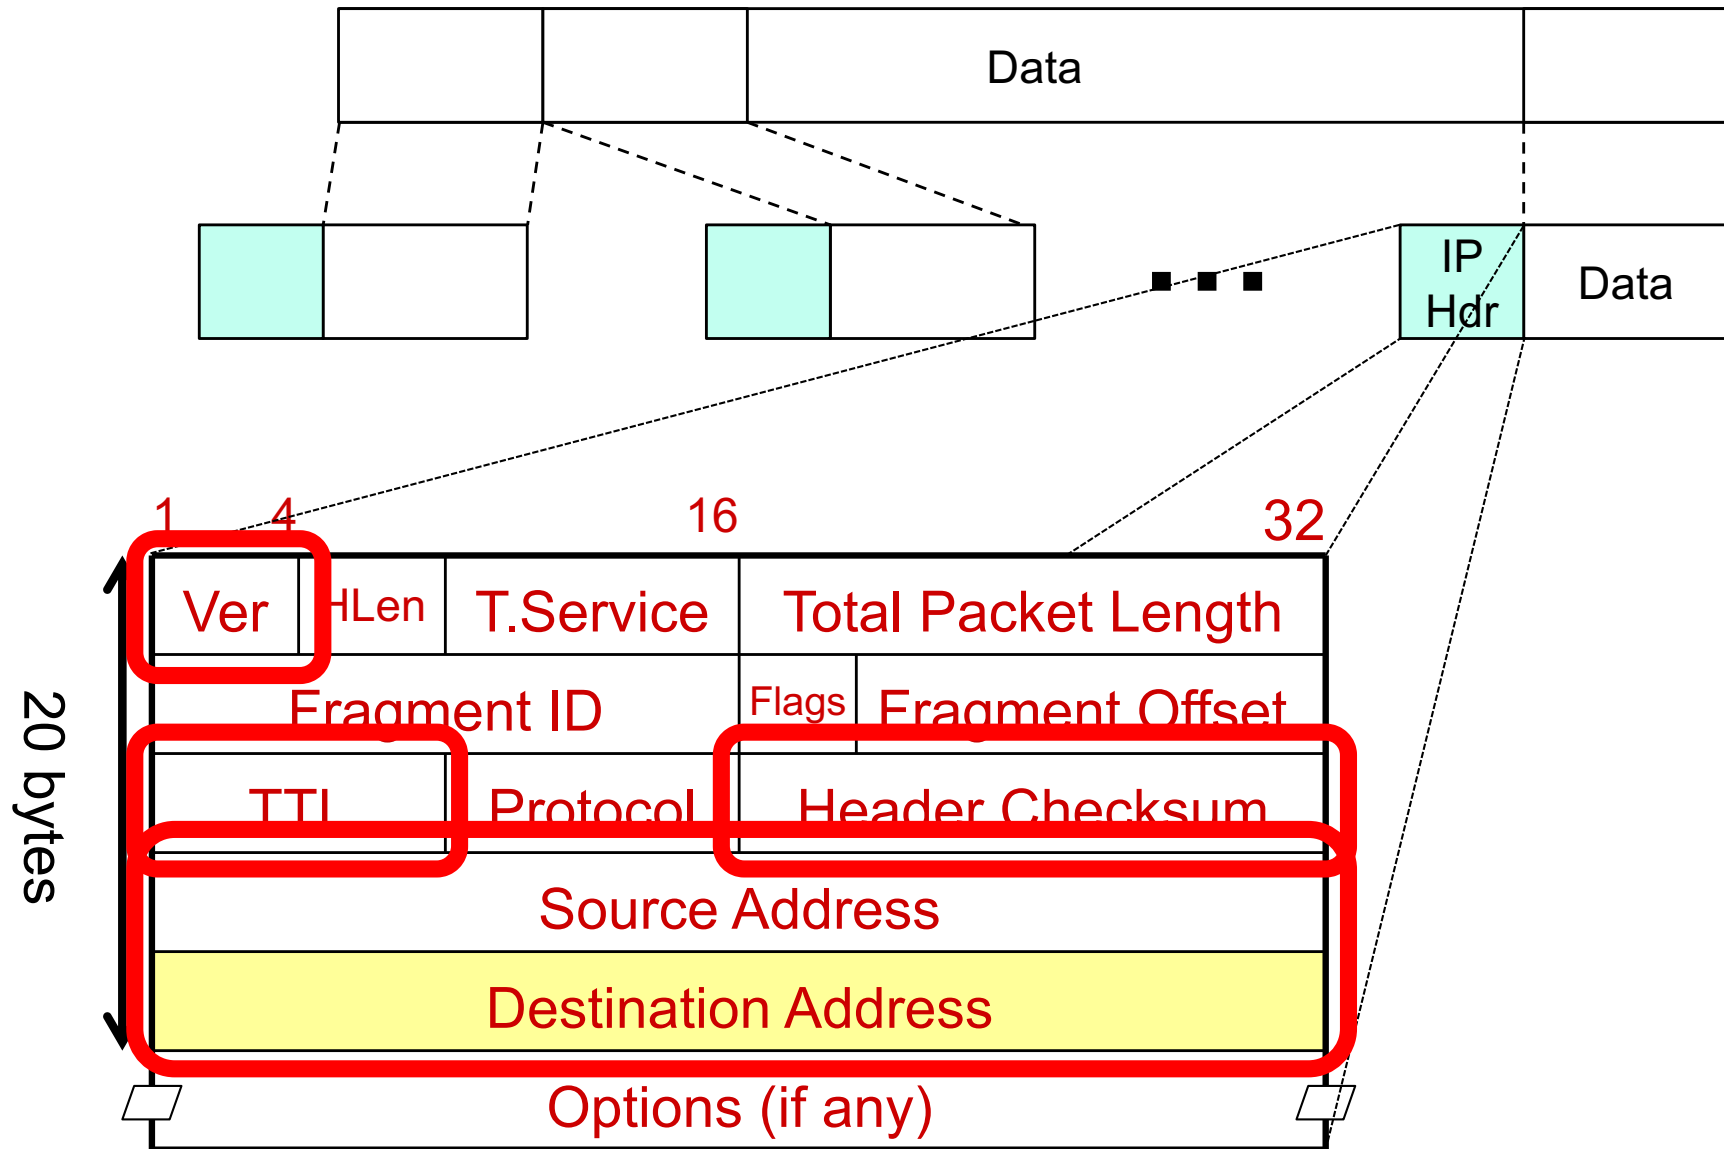 Data
IP
Hdr
Data
1 4 16 32
Ver HLen T.Service Total Packet Length
Fragment ID Flags Fragment Offset
TTL Protocol Header Checksum
Source Address
Destination Address
Options (if any)
20 bytes